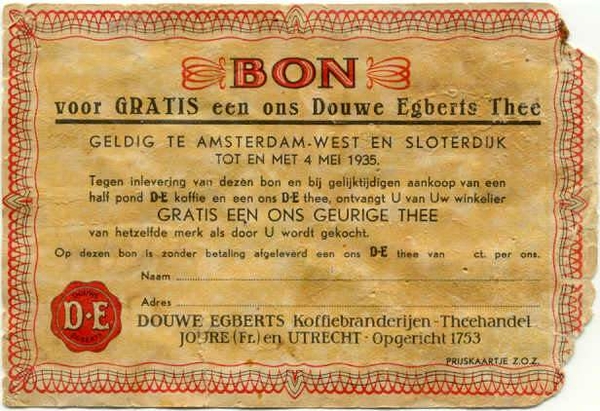 BON
voor GRATIS een ons Douwe Egberts Thee
GELDIG TE AMSTERDAM-WEST EN SLOTERDIJK
TOT EN MET 4 MEI 1935.
Tegen inlevering van dezen bon en bij gelijktijdigen aankoop van een
half pond D·E koffie en een ons D·E thee, ontvangt U van Uw winkelier
GRATIS EEN ONS GEURIGE THEE
van hetzelfde merk als door U wordt gekocht.
Op dezen bon is zonder betaling afgeleverd een ons D·E thee van ct. per ons.
Naam
Adres
DOUWE
D·E
EGBERTS
DOUWE EGBERTS Koffiebranderijen-Theehandel
JOURE (Fr.) en UTRECHT - Opgericht 1753
PRIJSKAARTJE Z.O.Z.